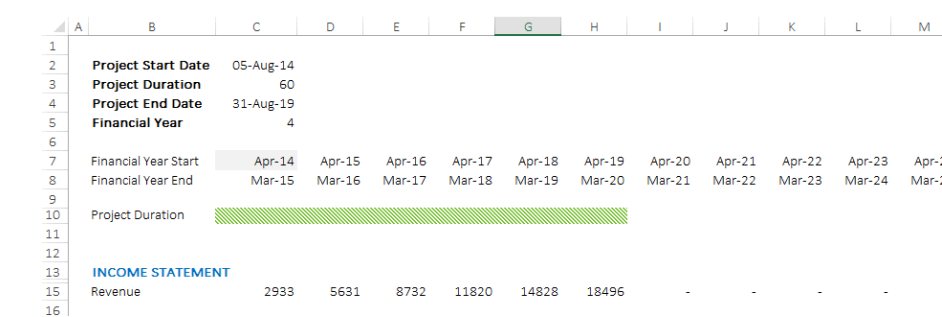 A B C D E F G H I J K L M
1
2 Project Start Date 05-Aug-14
3 Project Duration 60
4 Project End Date 31-Aug-19
5 Financial Year 4
6
7 Financial Year Start Apr-14 Apr-15 Apr-16 Apr-17 Apr-18 Apr-19 Apr-20 Apr-21 Apr-22 Apr-23
8 Financial Year End Mar-15 Mar-16 Mar-17 Mar-18 Mar-19 Mar-20 Mar-21 Mar-22 Mar-23 Mar-24
9
10 Project Duration
11
12
13 INCOME STATEMENT
15 Revenue 2933 5631 8732 11820 14828 18496 - - - -
16